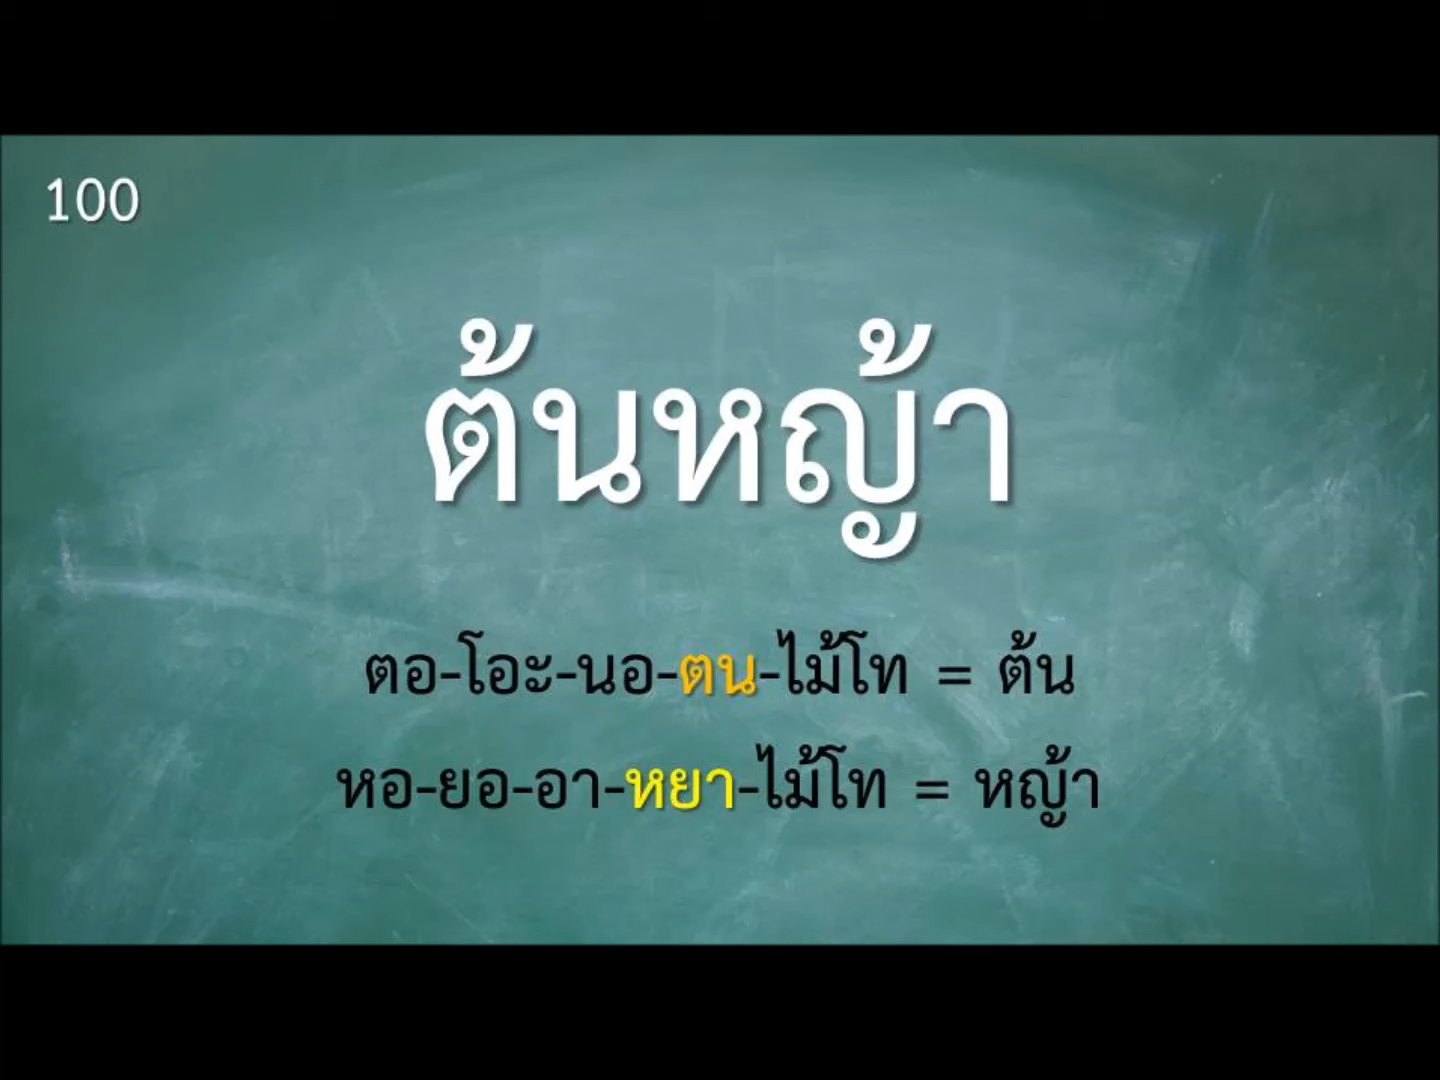 100
ต้นหญ้า
ตอ-โอะ-นอ-ตน-ไม้โท = ต้น
หอ-ยอ-อา-หยา-ไม้โท = หญ้า